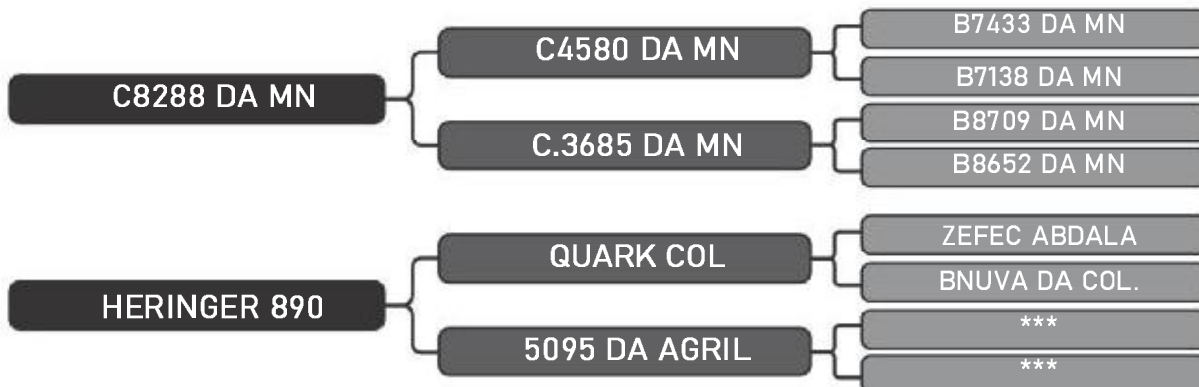 C8288 DA MN
C4580 DA MN
B7433 DA MN
B7138 DA MN
C.3685 DA MN
B8709 DA MN
B8652 DA MN
HERINGER 890
QUARK COL
ZEFEC ABDALA
BNUVA DA COL.
5095 DA AGRIL
***
***